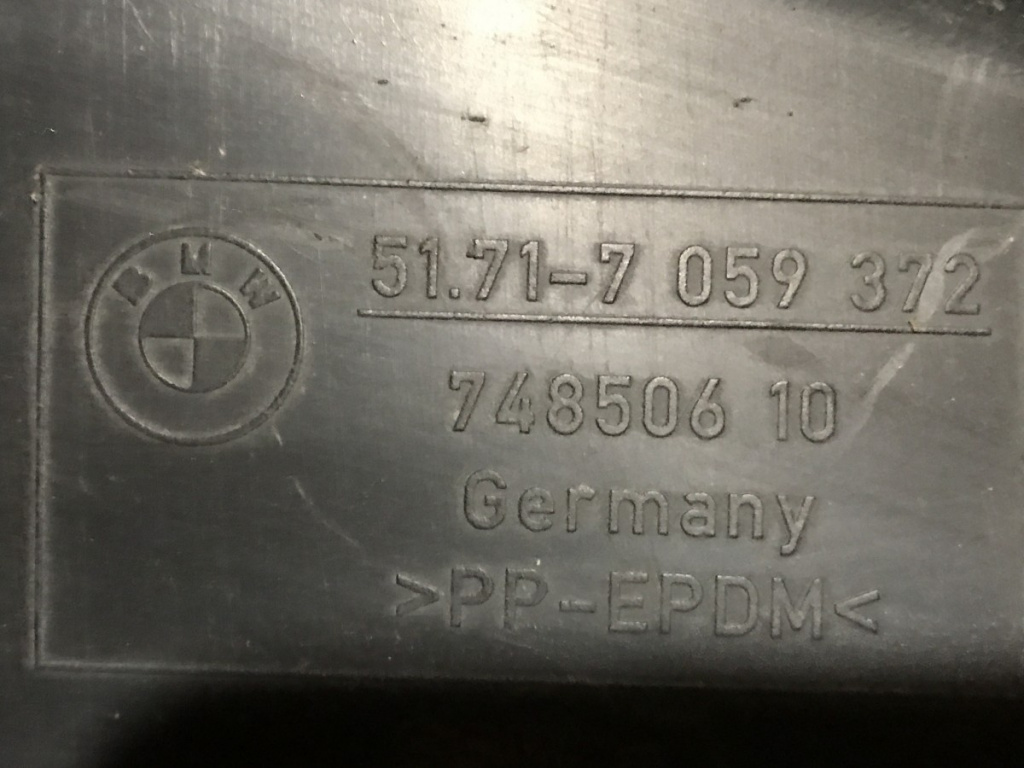 BMW
51.71-7 059 372
748506 10
Germany
>PP-EPDM<